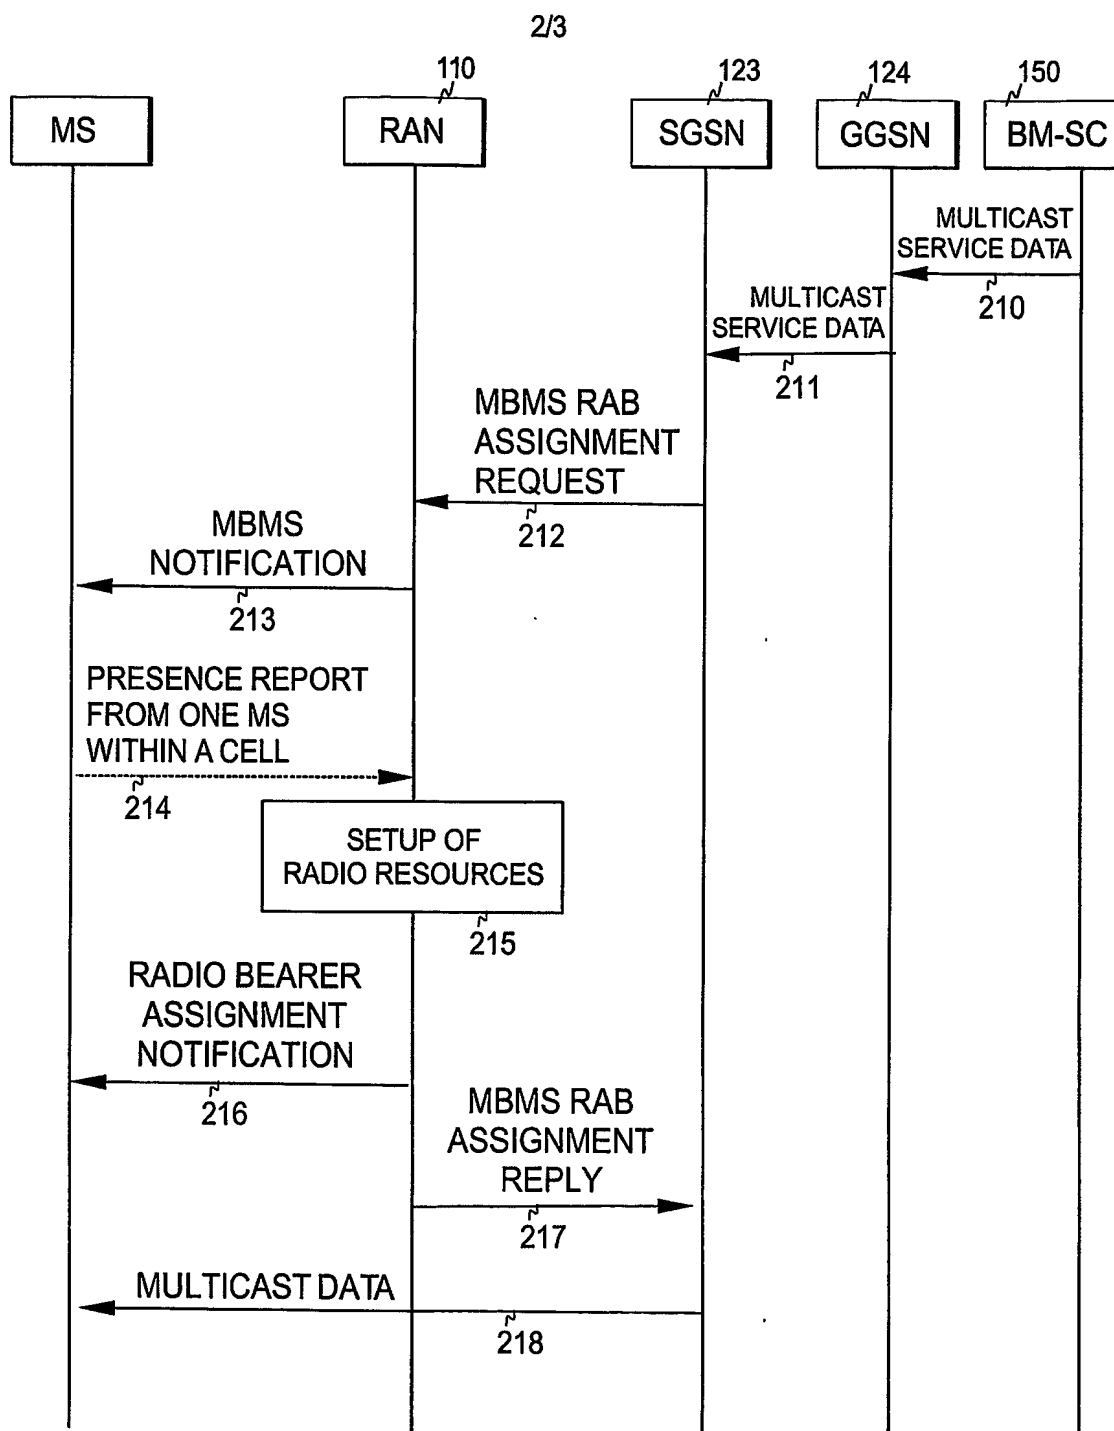 2/3
110
123
124
150
MS
RAN
SGSN
GGSN
BM-SC
MULTICAST
SERVICE DATA
210
MULTICAST
SERVICE DATA
211
MBMS RAB
ASSIGNMENT
REQUEST
212
MBMS
NOTIFICATION
213
PRESENCE REPORT
FROM ONE MS
WITHIN A CELL
214
SETUP OF
RADIO RESOURCES
215
RADIO BEARER
ASSIGNMENT
NOTIFICATION
216
MBMS RAB
ASSIGNMENT
REPLY
217
MULTICAST DATA
218